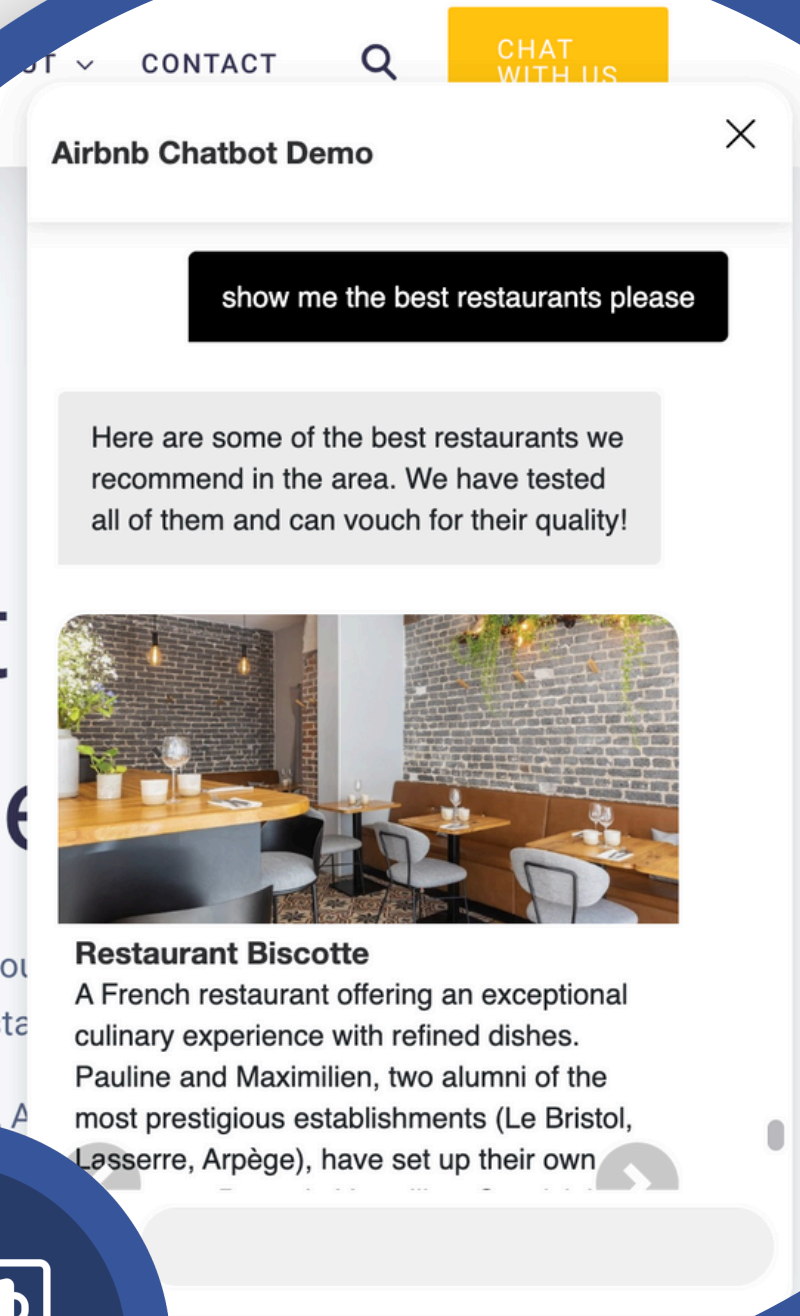 CONTACT
CHAT
WITH US
Airbnb Chatbot Demo
show me the best restaurants please
Here are some of the best restaurants we
recommend in the area. We have tested
all of them and can vouch for their quality!
Restaurant Biscotte
A French restaurant offering an exceptional
culinary experience with refined dishes.
Pauline and Maximilien, two alumni of the
most prestigious establishments (Le Bristol,
Lasserre, Arpège), have set up their own